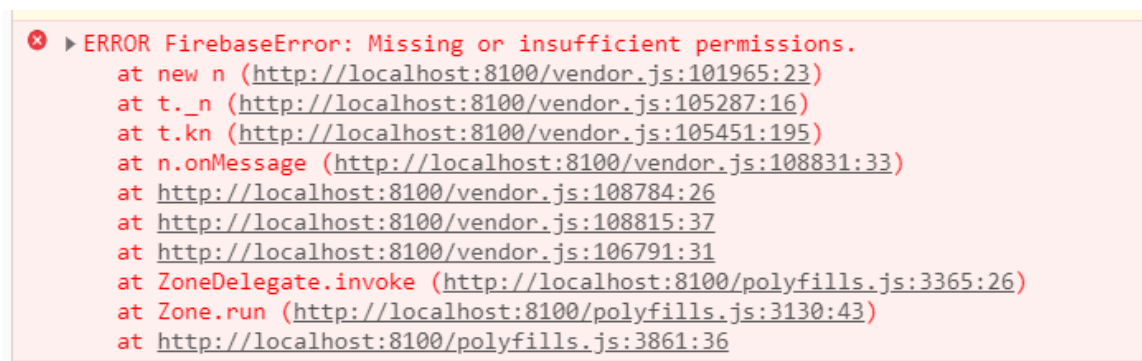 ERROR FirebaseError: Missing or insufficient permissions.
at new n (http://localhost:8100/vendor.js:101965:23)
at t._n (http://localhost:8100/vendor.js:105287:16)
at t.kn (http://localhost:8100/vendor.js:105451:195)
at n.onMessage (http://localhost:8100/vendor.js:108831:33)
at http://localhost:8100/vendor.js:108784:26
at http://localhost:8100/vendor.js:108815:37
at http://localhost:8100/vendor.js:106791:31
at ZoneDelegate.invoke (http://localhost:8100/polyfills.js:3365:26)
at Zone.run (http://localhost:8100/polyfills.js:3130:43)
at http://localhost:8100/polyfills.js:3861:36